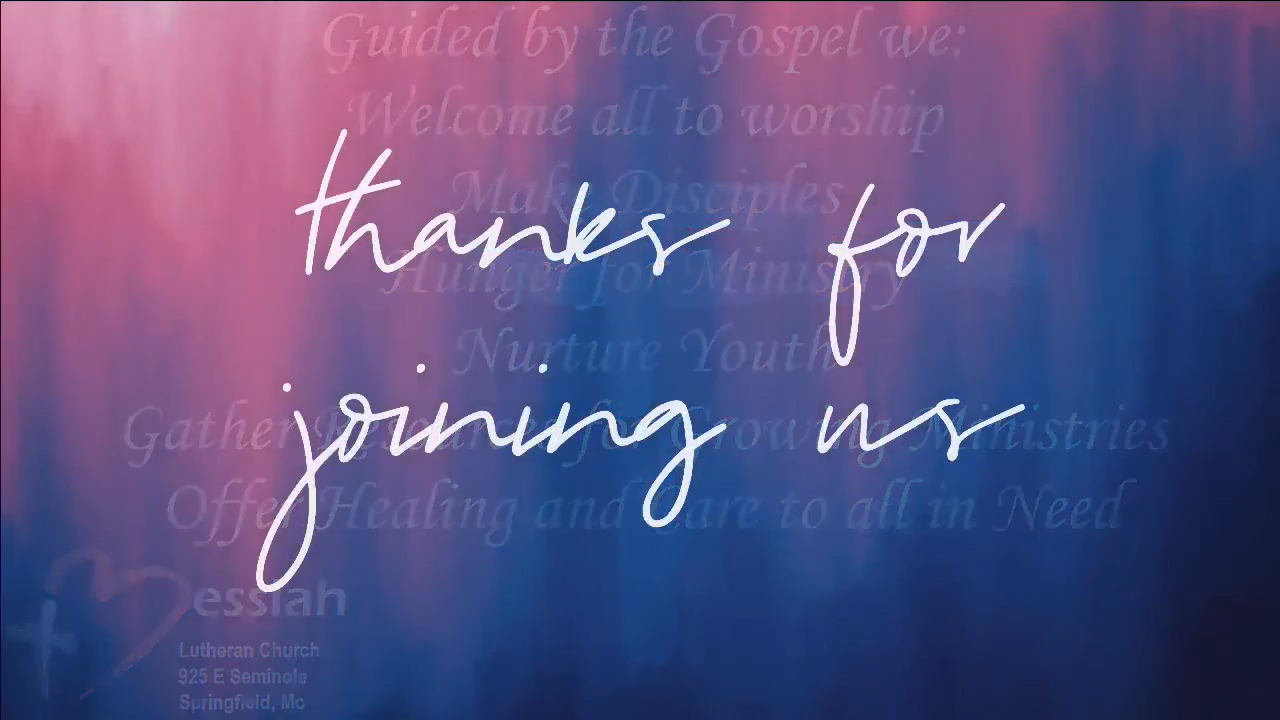 Guided by the Gospel we:
Welcome all to worship
Make Disciples
thanks for
Hunger for Ministry
Nurture Youth
joining us
Gather Resources for Growing Ministries
Offer Healing and Care to all in Need
Messiah
Lutheran Church
925 E Seminole
Springfield, Mo